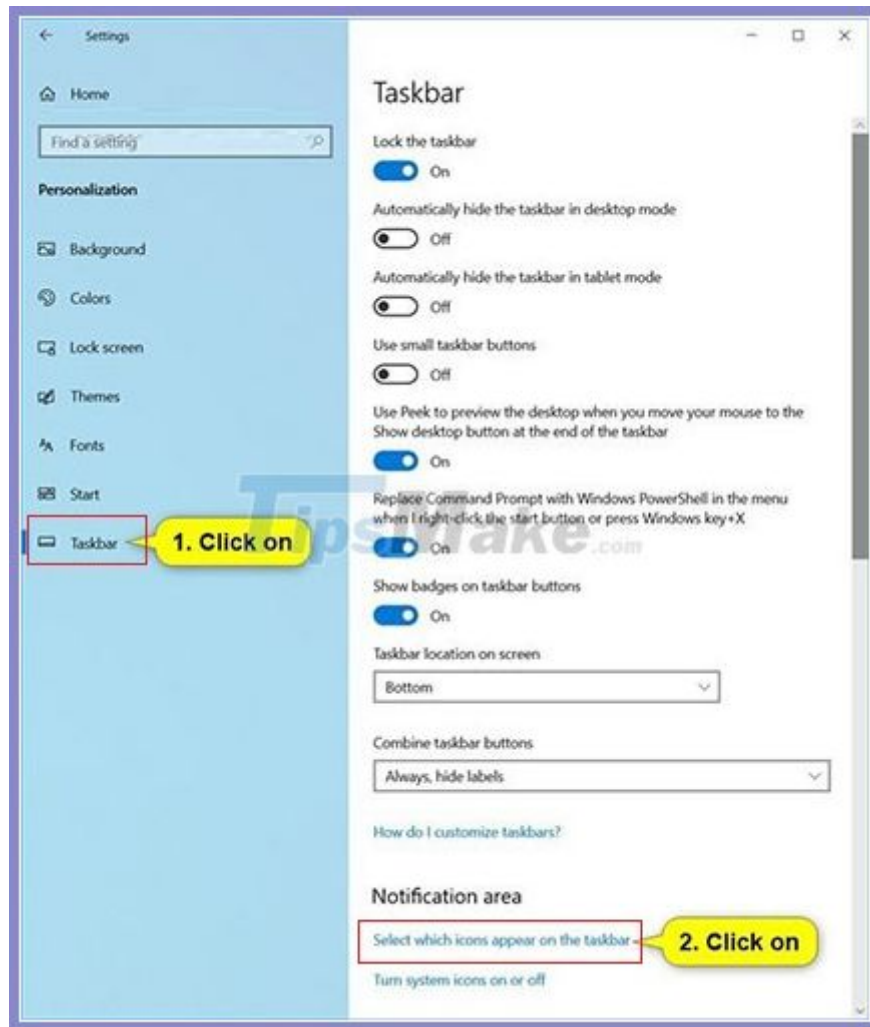 Settings
Home
Find a setting
Personalization
Background
Colors
Lock screen
Themes
Fonts
Start
Taskbar
1. Click on
Taskbar
Lock the taskbar
On
Automatically hide the taskbar in desktop mode
Off
Automatically hide the taskbar in tablet mode
Off
Use small taskbar buttons
Off
Use Peek to preview the desktop when you move your mouse to the
Show desktop button at the end of the taskbar
On
Replace Command Prompt with Windows PowerShell in the menu
when I right-click the start button or press Windows key+X
On
TipsMake.com
Show badges on taskbar buttons
On
Taskbar location on screen
Bottom
Combine taskbar buttons
Always, hide labels
How do I customize taskbars?
Notification area
Select which icons appear on the taskbar
2. Click on
Turn system icons on or off